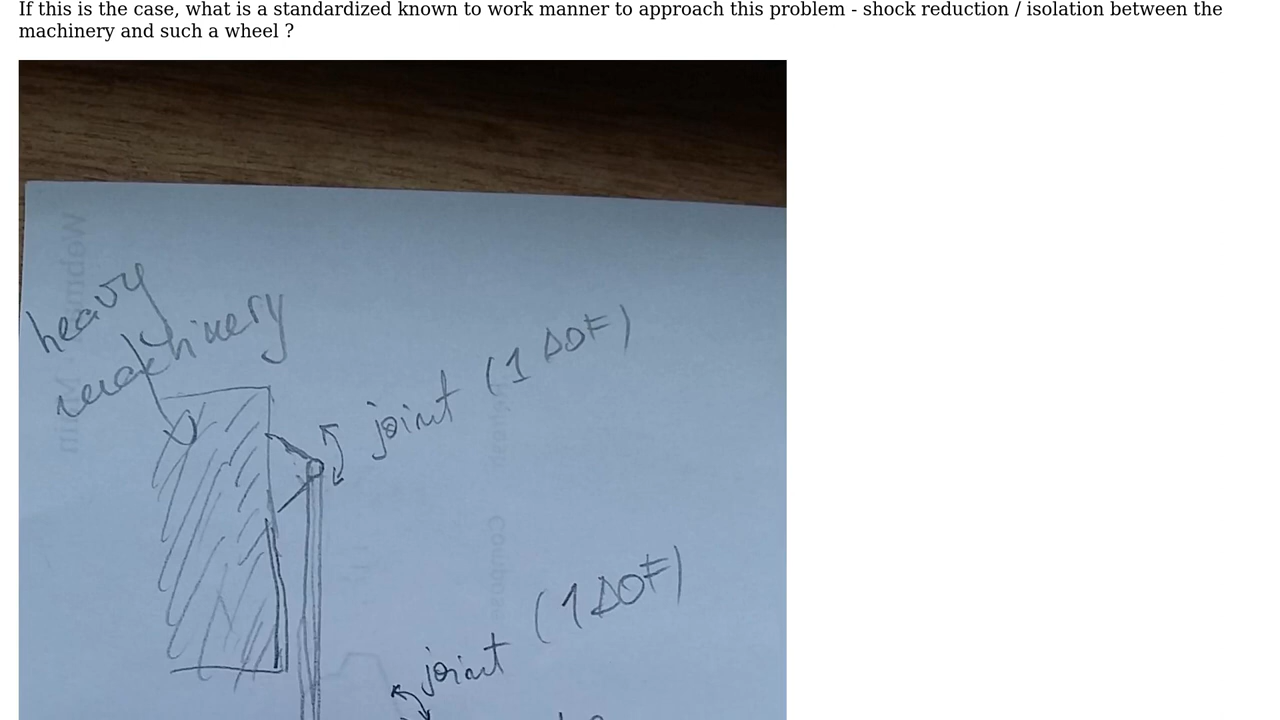 If this is the case, what is a standardized known to work manner to approach this problem - shock reduction / isolation between the
machinery and such a wheel ?
heavy
machinery
joint (1 DOF)
joint (1 DOF)